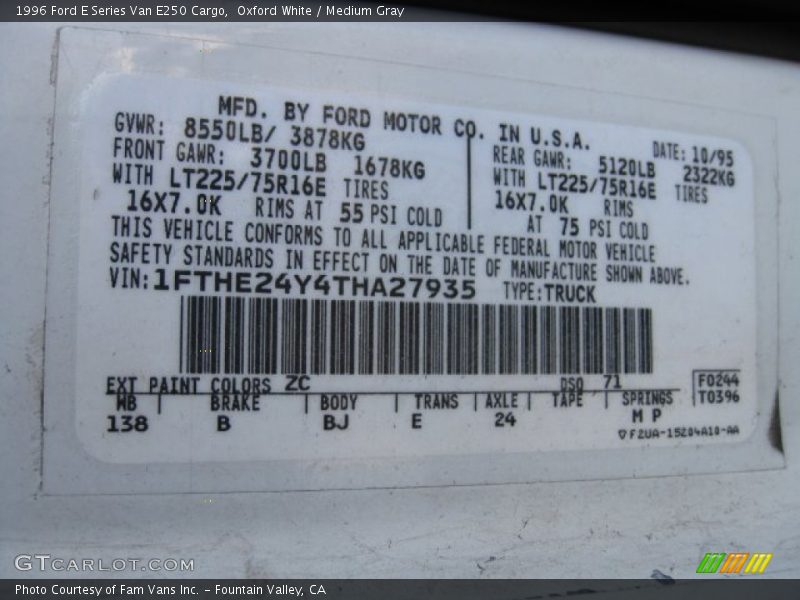 1996 Ford E Series Van E250 Cargo,  Oxford White / Medium Gray
MFD. BY FORD MOTOR CO. IN U.S.A.
GVWR: 8550LB/ 3878KG
DATE: 10/95
FRONT GAWR: 3700LB 1678KG
REAR GAWR: 5120LB 2322KG
WITH LT225/75R16E TIRES
WITH LT225/75R16E TIRES
16X7.0K RIMS AT 55 PSI COLD
16X7.0K RIMS
AT 75 PSI COLD
THIS VEHICLE CONFORMS TO ALL APPLICABLE FEDERAL MOTOR VEHICLE
SAFETY STANDARDS IN EFFECT ON THE DATE OF MANUFACTURE SHOWN ABOVE.
VIN: 1FTHE24Y4THA27935 TYPE: TRUCK
EXT PAINT COLORS ZC DSO 71
F0244
T0396
WB BRAKE BODY TRANS AXLE TAPE SPRINGS
138 B BJ E 24 M P
F2UA-15204A10-AA
GTCARLOT.COM
Photo Courtesy of Fam Vans Inc. – Fountain Valley, CA